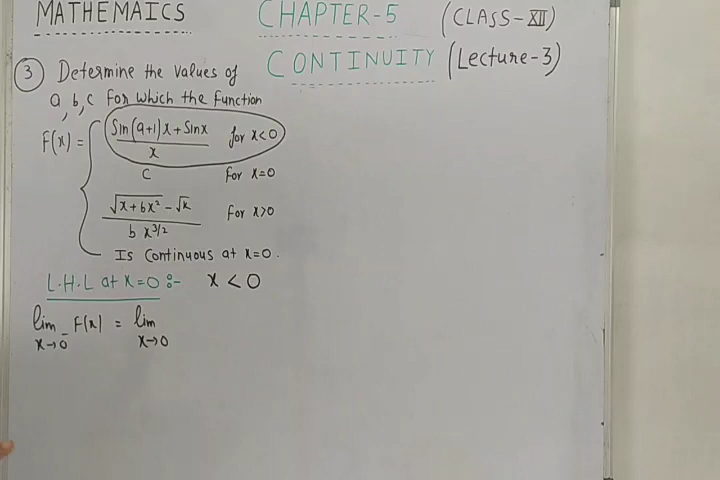 MATHEMAICS CHAPTER-5 (CLASS-XII)
CONTINUITY (Lecture-3)
③ Determine the values of
a, b, c for which the function
F(x) = { Sin(a+1)x + Sinx / x for x<0
c for x=0
√x+bx² - √x / b x^3/2 for x>0
Is continuous at x=0.
L.H.L at x=0 :- x < 0
lim x→0⁻ F(x) = lim x→0